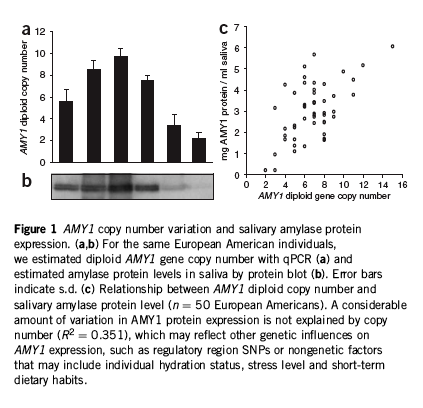 a
12
10
8
6
4
2
0
AMY1 diploid copy number
b
c
7
6
5
4
3
2
1
0
mg AMY1 protein / ml saliva
0 2 4 6 8 10 12 14 16
AMY1 diploid gene copy number
Figure 1 AMY1 copy number variation and salivary amylase protein
expression. (a,b) For the same European American individuals,
we estimated diploid AMY1 gene copy number with qPCR (a) and
estimated amylase protein levels in saliva by protein blot (b). Error bars
indicate s.d. (c) Relationship between AMY1 diploid copy number and
salivary amylase protein level (n = 50 European Americans). A considerable
amount of variation in AMY1 protein expression is not explained by copy
number (R² = 0.351), which may reflect other genetic influences on
AMY1 expression, such as regulatory region SNPs or nongenetic factors
that may include individual hydration status, stress level and short-term
dietary habits.